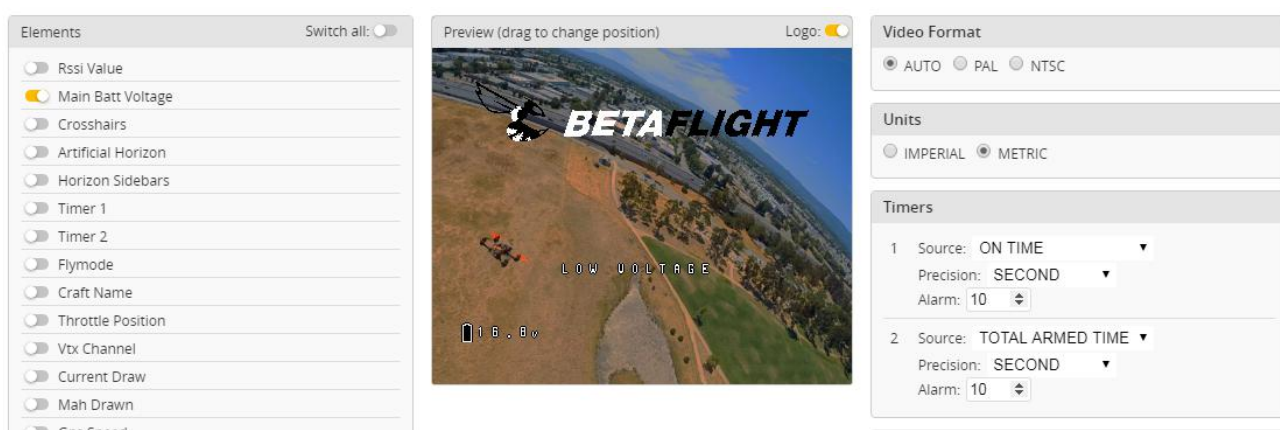 Elements
Switch all:
Rssi Value
Main Batt Voltage
Crosshairs
Artificial Horizon
Horizon Sidebars
Timer 1
Timer 2
Flymode
Craft Name
Throttle Position
Vtx Channel
Current Draw
Mah Drawn
Preview (drag to change position)
Logo:
BETAFLIGHT
LOW VOLTAGE
16.8v
Video Format
AUTO PAL NTSC
Units
IMPERIAL METRIC
Timers
1 Source: ON TIME
Precision: SECOND
Alarm: 10
2 Source: TOTAL ARMED TIME
Precision: SECOND
Alarm: 10